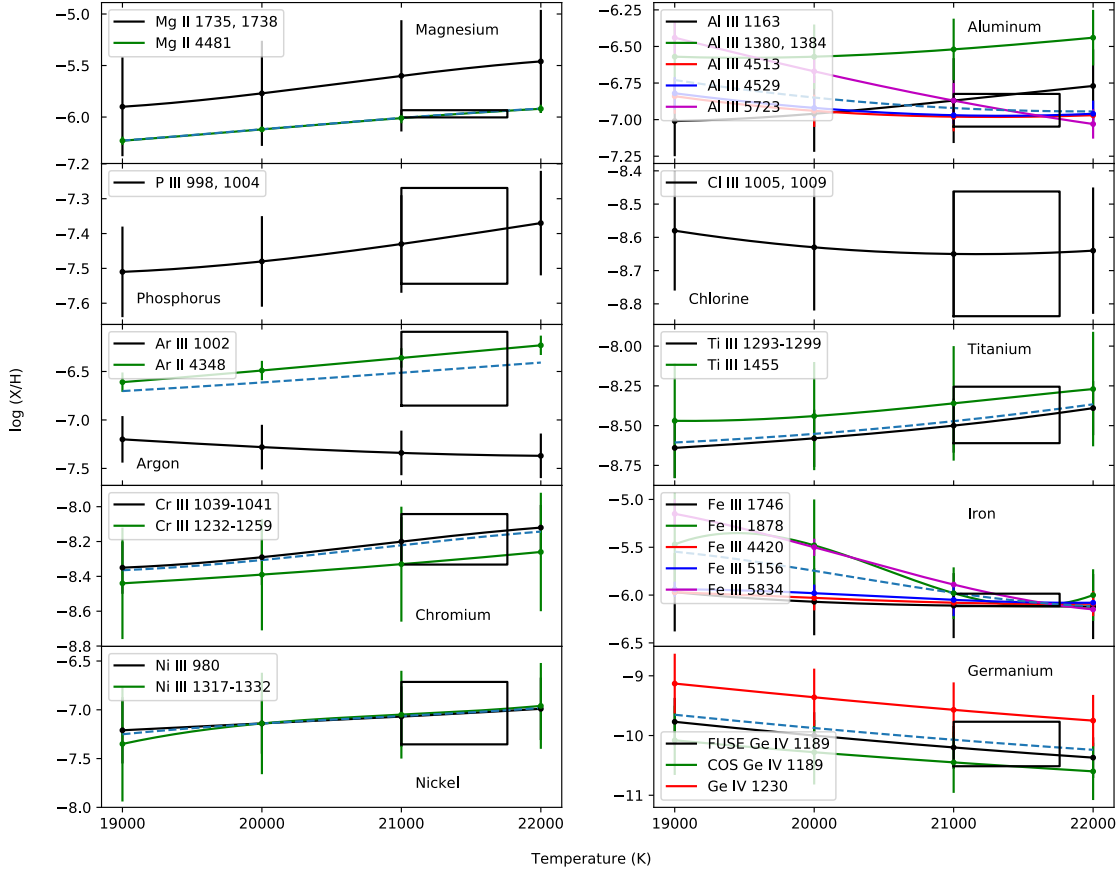 Mg II 1735, 1738
Mg II 4481
Magnesium
−5.0
−5.5
−6.0
Al III 1163
Al III 1380, 1384
Al III 4513
Al III 4529
Al III 5723
Aluminum
−6.25
−6.50
−6.75
−7.00
−7.25
P III 998, 1004
Phosphorus
−7.2
−7.3
−7.4
−7.5
−7.6
Cl III 1005, 1009
Chlorine
−8.4
−8.5
−8.6
−8.7
−8.8
Ar III 1002
Ar II 4348
Argon
−6.5
−7.0
−7.5
Ti III 1293-1299
Ti III 1455
Titanium
−8.00
−8.25
−8.50
−8.75
Cr III 1039-1041
Cr III 1232-1259
Chromium
−8.0
−8.2
−8.4
−8.6
−8.8
Fe III 1746
Fe III 1878
Fe III 4420
Fe III 5156
Fe III 5834
Iron
−5.0
−5.5
−6.0
−6.5
Ni III 980
Ni III 1317-1332
Nickel
−6.5
−7.0
−7.5
−8.0
19000
20000
21000
22000
Germanium
FUSE Ge IV 1189
COS Ge IV 1189
Ge IV 1230
−9
−10
−11
19000
20000
21000
22000
log (X/H)
Temperature (K)